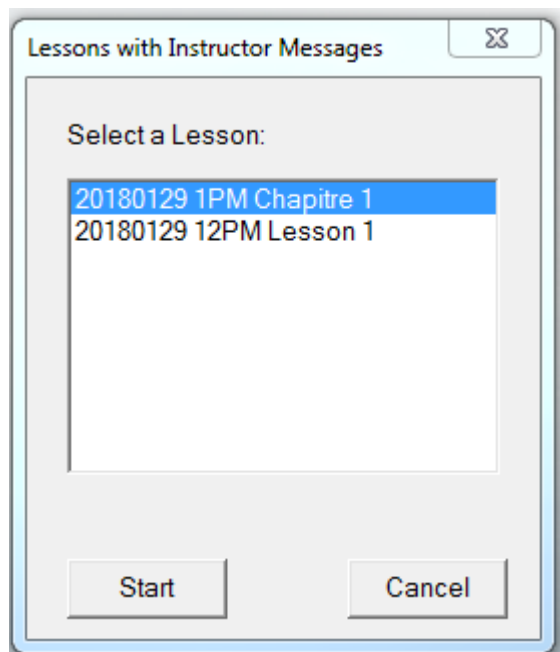 Lessons with Instructor Messages
Select a Lesson:
20180129 1PM Chapitre 1
20180129 12PM Lesson 1
Start
Cancel